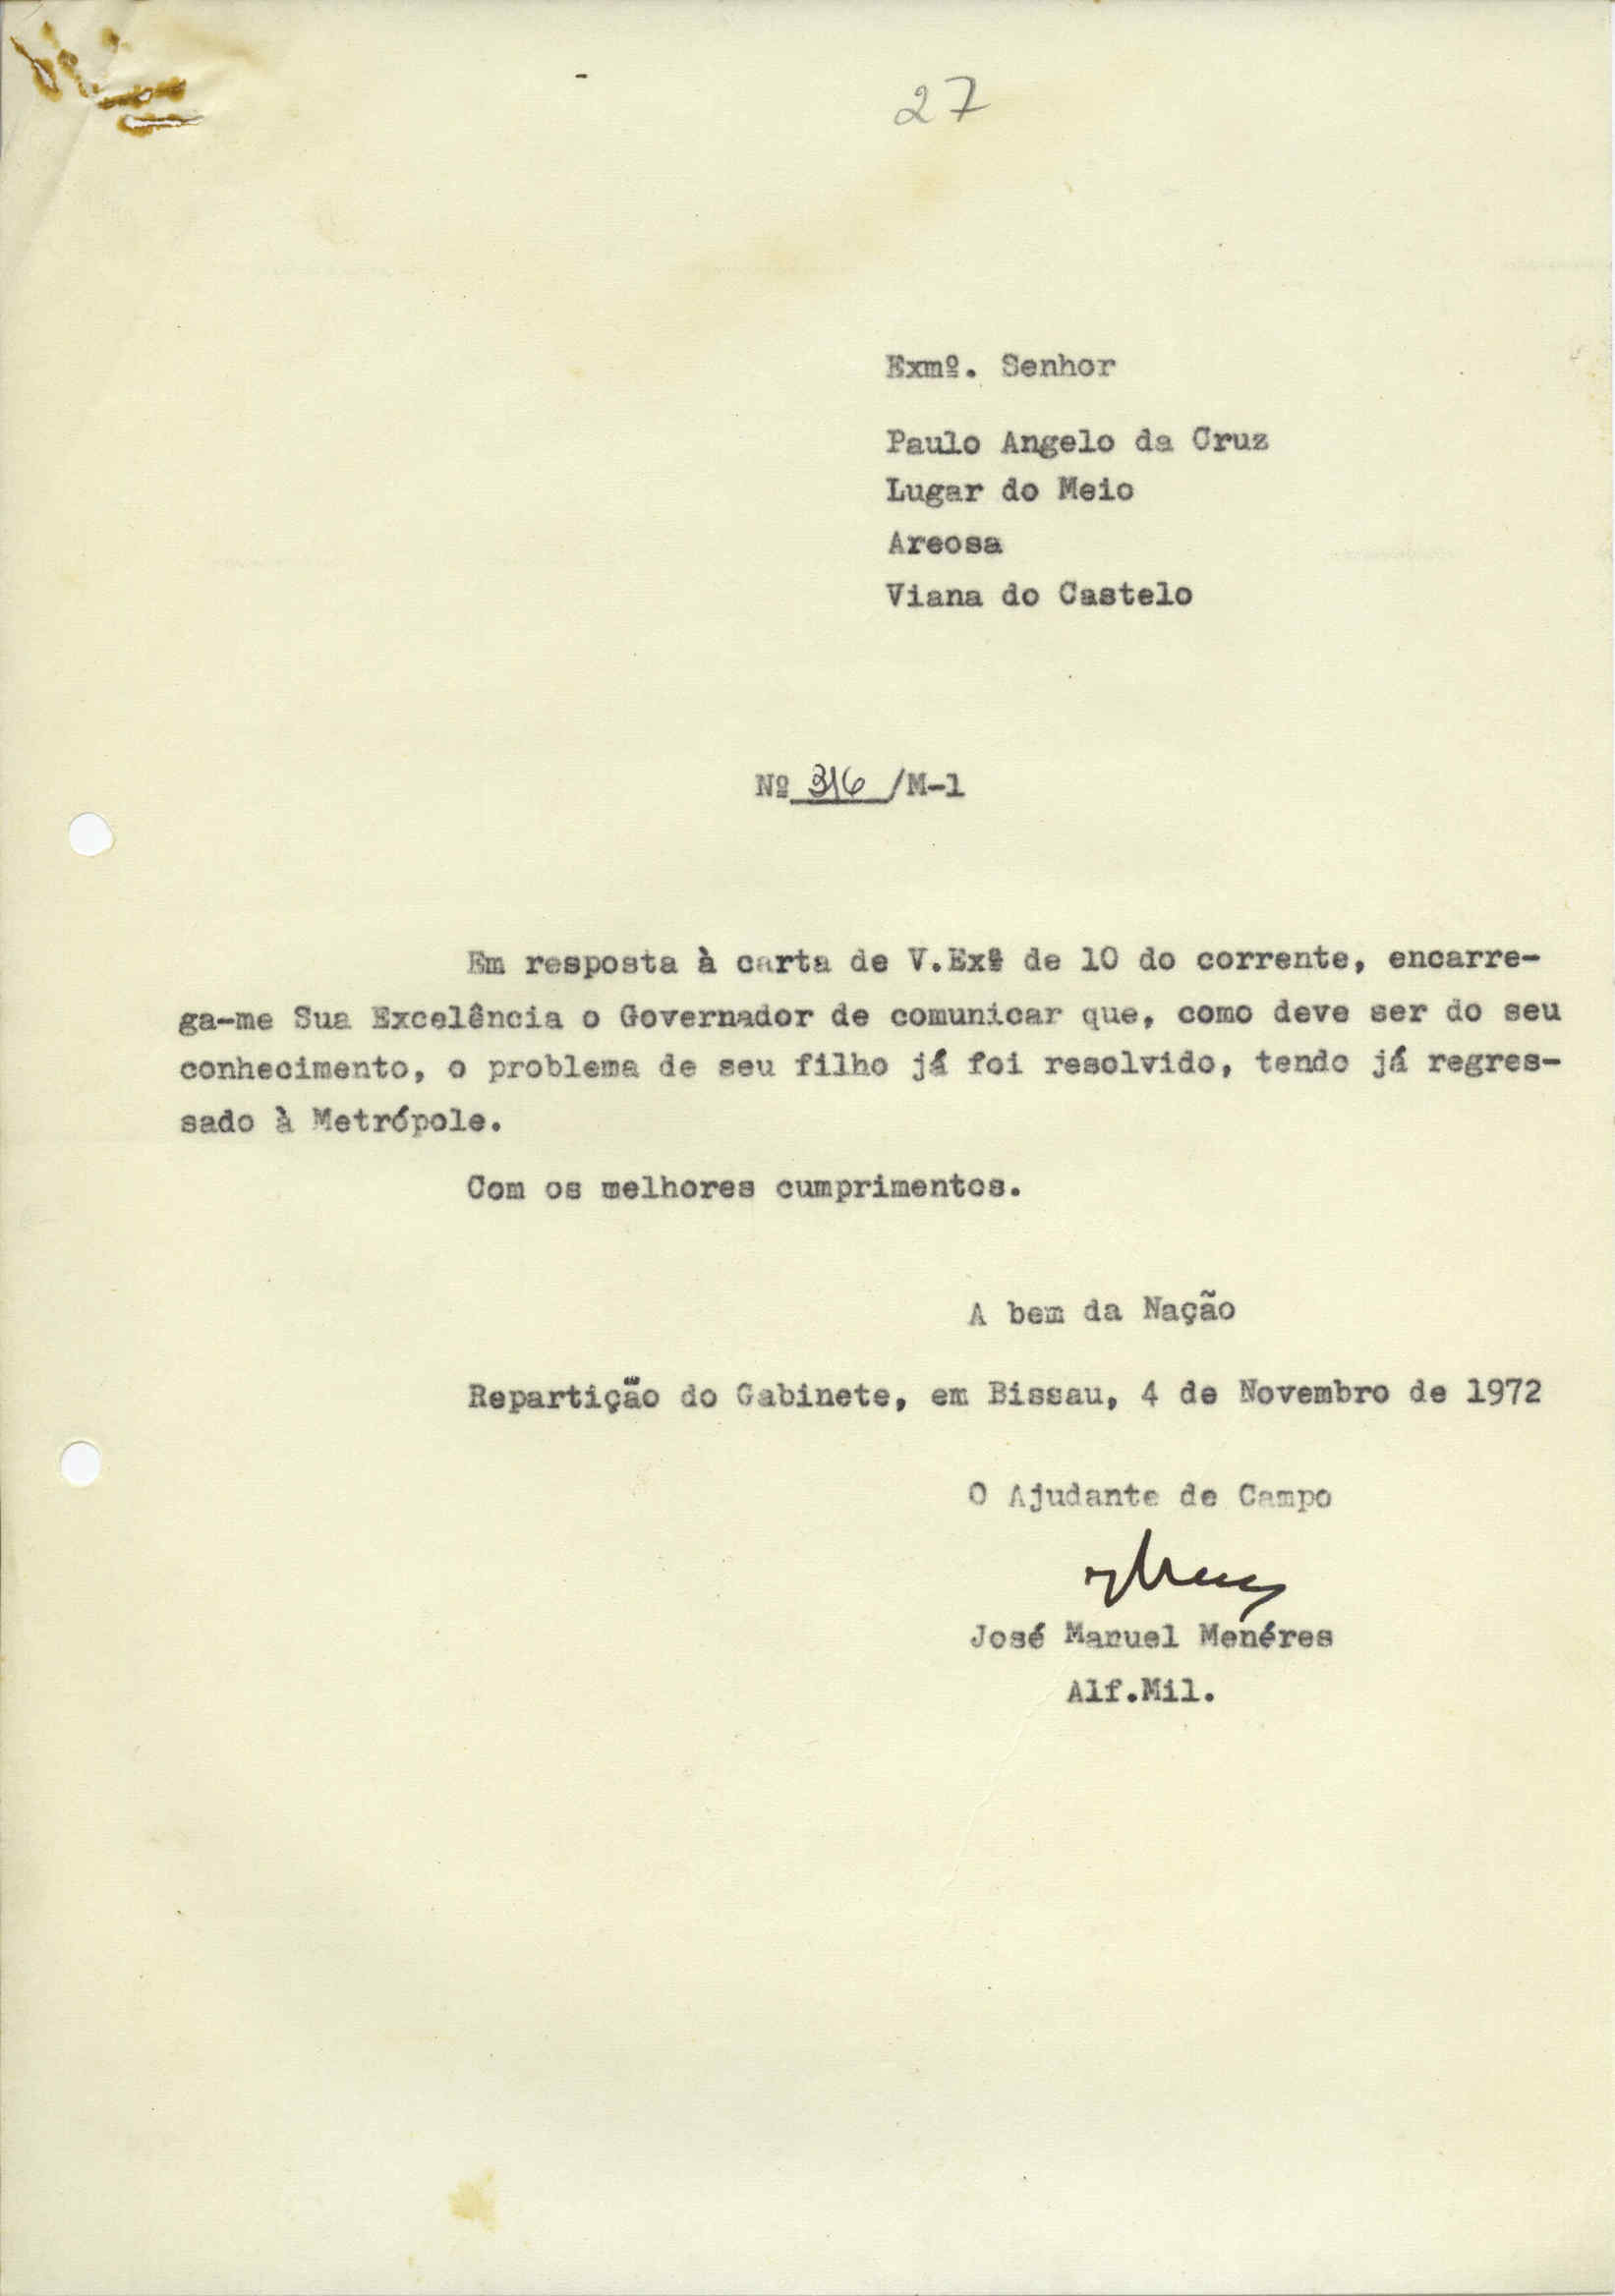 27
Exmº. Senhor
Paulo Angelo da Cruz
Lugar do Meio
Areosa
Viana do Castelo
Nº 316 /M-1
Em resposta à carta de V.Exª de 10 do corrente, encarre-
ga-me Sua Excelência o Governador de comunicar que, como deve ser do seu
conhecimento, o problema de seu filho já foi resolvido, tendo já regres-
sado à Metrópole.
Com os melhores cumprimentos.
A bem da Nação
Repartição do Gabinete, em Bissau, 4 de Novembro de 1972
O Ajudante de Campo
José Manuel Menéres
Alf.Mil.